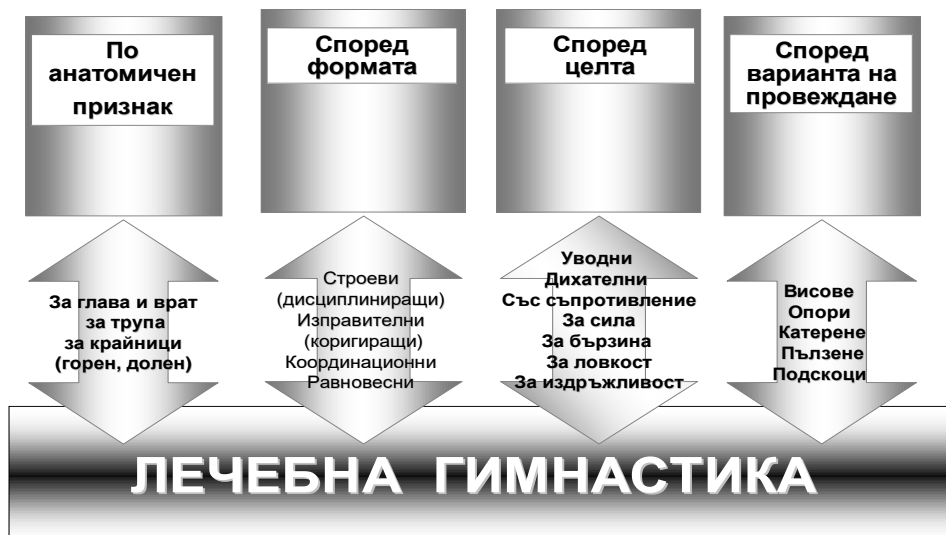 По
анатомичен
признак
Според
формата
Според
целта
Според
варианта на
провеждане
За глава и врат
за трупа
за крайници
(горен, долен)
Строеви
(дисциплиниращи)
Изправителни
(коригиращи)
Координационни
Равновесни
Уводни
Дихателни
Със съпротивление
За сила
За бързина
За ловкост
За издръжливост
Висове
Опори
Катерене
Пълзене
Подскоци
ЛЕЧЕБНА ГИМНАСТИКА